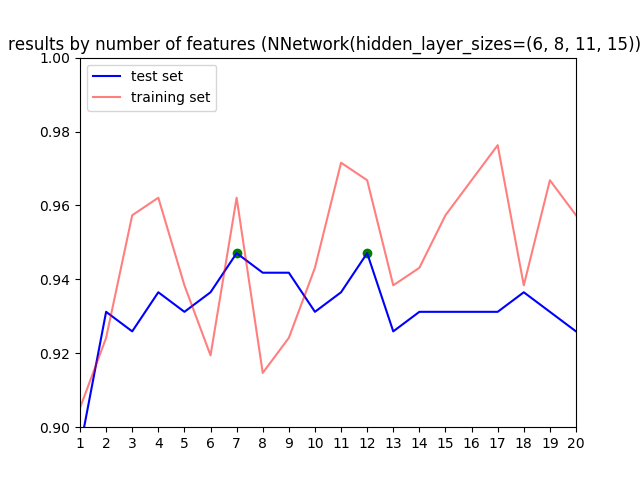 results by number of features (NNetwork(hidden_layer_sizes=(6, 8, 11, 15))
test set
training set
1.00
0.98
0.96
0.94
0.92
0.90
1 2 3 4 5 6 7 8 9 10 11 12 13 14 15 16 17 18 19 20